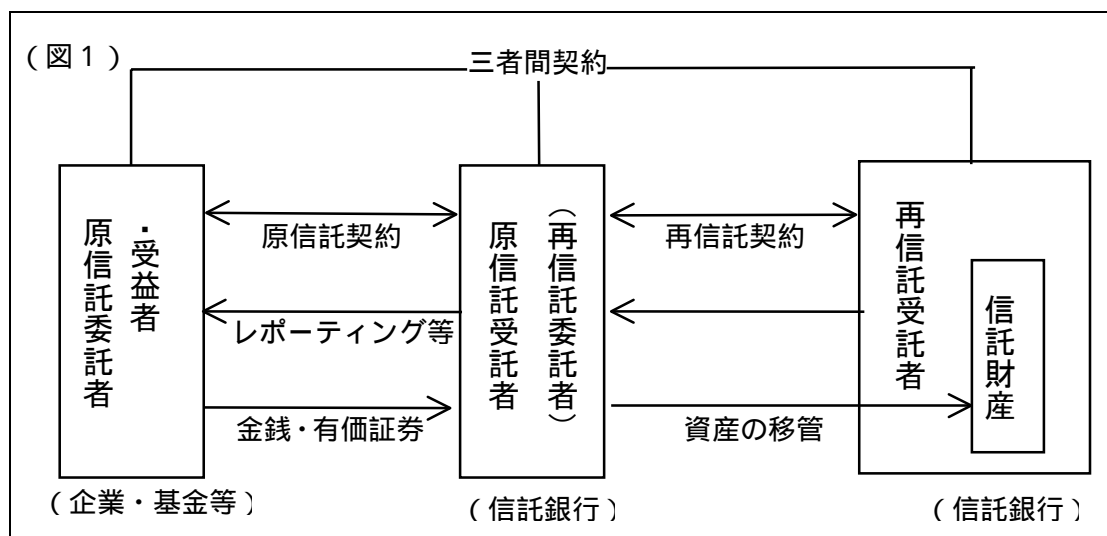 (図1)
三者間契約
原信託委託者
・受益者
原信託契約
レポーティング等
金銭・有価証券
原信託受託者
(再信託委託者)
再信託契約
資産の移管
再信託受託者
信託財産
(企業・基金等)
(信託銀行)
(信託銀行)